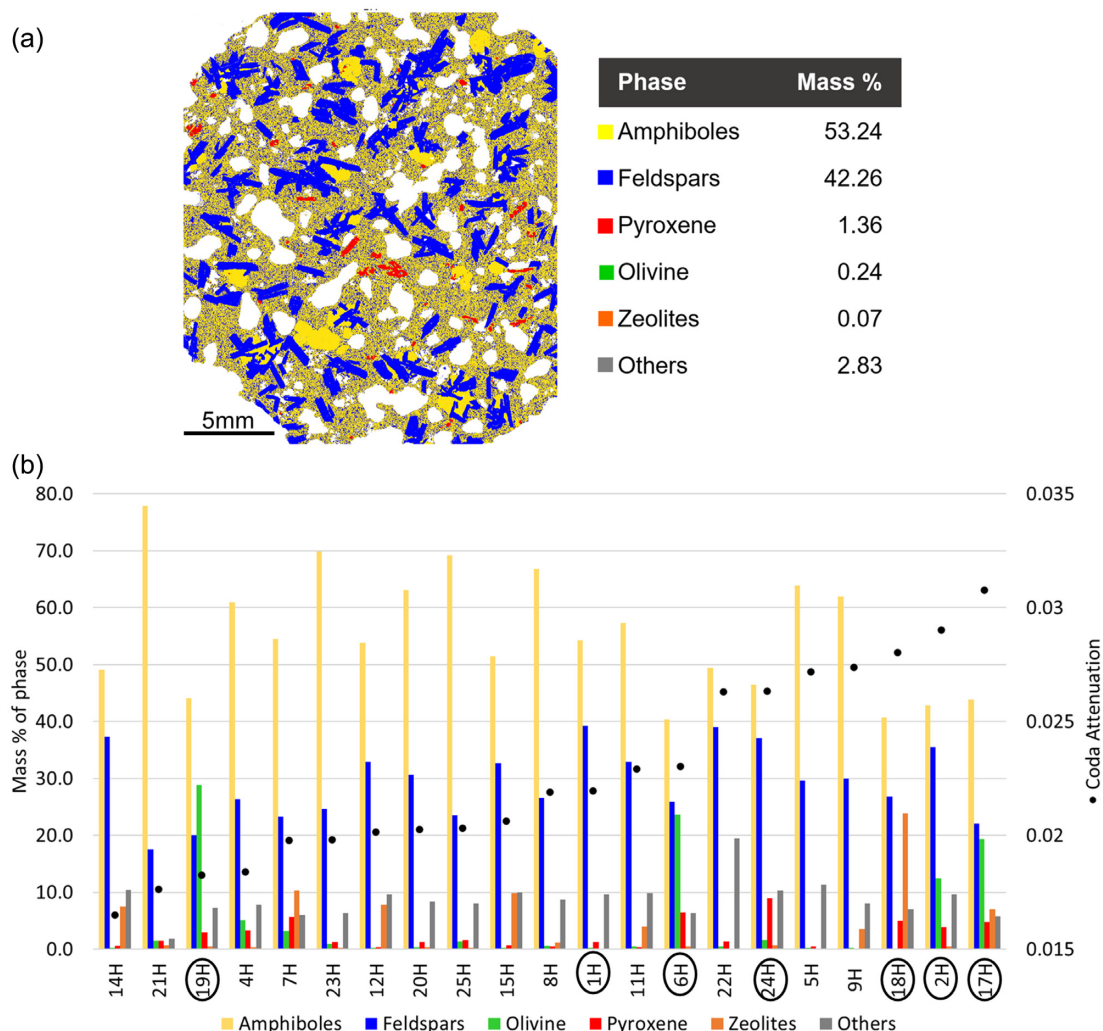 (a)
Phase Mass %
Amphiboles 53.24
Feldspars 42.26
Pyroxene 1.36
Olivine 0.24
Zeolites 0.07
Others 2.83
5mm
(b)
80.0
70.0
60.0
50.0
40.0
30.0
20.0
10.0
0.0
Mass % of phase
0.035
0.03
0.025
0.02
0.015
Coda Attenuation
14H 21H 19H 4H 7H 23H 12H 20H 25H 15H 8H 1H 11H 6H 22H 24H 5H 9H 18H 2H 17H
Amphiboles Feldspars Olivine Pyroxene Zeolites Others